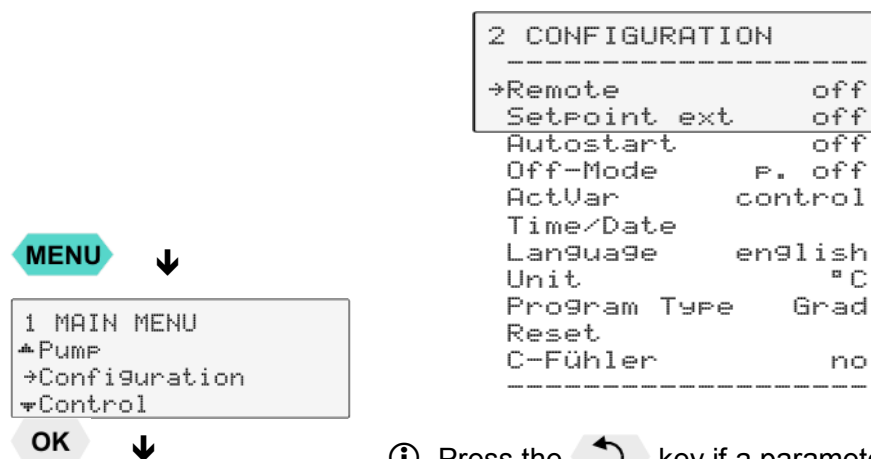 MENU
1 MAIN MENU
Pump
→Configuration
Control
OK
2 CONFIGURATION
→Remote off
Setpoint ext off
Autostart off
Off-Mode p. off
ActVar control
Time/Date
Language english
Unit °C
Program Type Grad
Reset
C-Fühler no
Press the key if a paramete